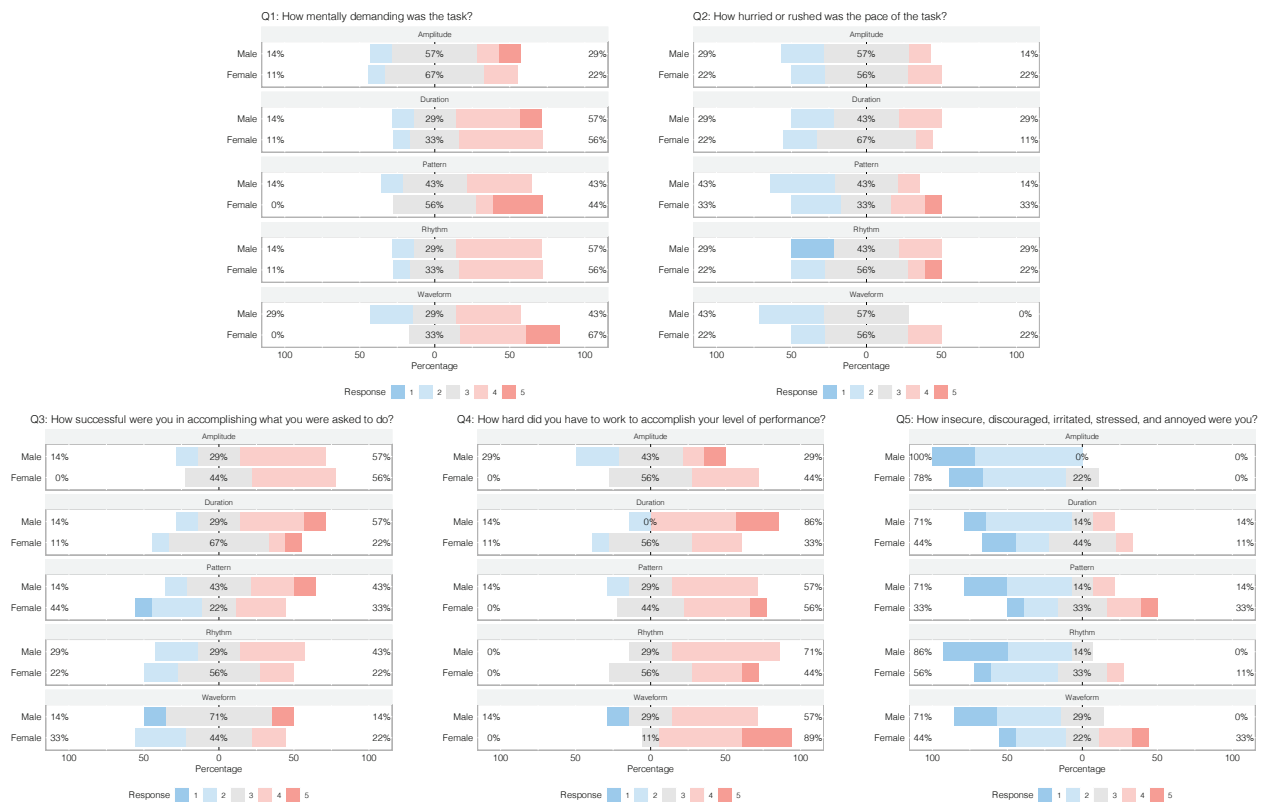 Q1: How mentally demanding was the task?
Amplitude
Male 14% 57% 29%
Female 11% 67% 22%
Duration
Male 14% 29% 57%
Female 11% 33% 56%
Pattern
Male 14% 43% 43%
Female 0% 56% 44%
Rhythm
Male 14% 29% 57%
Female 11% 33% 56%
Waveform
Male 29% 29% 43%
Female 0% 33% 67%
100 50 0 50 100
Percentage
Response 1 2 3 4 5
Q2: How hurried or rushed was the pace of the task?
Amplitude
Male 29% 57% 14%
Female 22% 56% 22%
Duration
Male 29% 43% 29%
Female 22% 67% 11%
Pattern
Male 43% 43% 14%
Female 33% 33% 33%
Rhythm
Male 29% 43% 29%
Female 22% 56% 22%
Waveform
Male 43% 57% 0%
Female 22% 56% 22%
100 50 0 50 100
Percentage
Response 1 2 3 4 5
Q3: How successful were you in accomplishing what you were asked to do?
Amplitude
Male 14% 29% 57%
Female 0% 44% 56%
Duration
Male 14% 29% 57%
Female 11% 67% 22%
Pattern
Male 14% 43% 43%
Female 44% 22% 33%
Rhythm
Male 29% 29% 43%
Female 22% 56% 22%
Waveform
Male 14% 71% 14%
Female 33% 44% 22%
100 50 0 50 100
Percentage
Response 1 2 3 4 5
Q4: How hard did you have to work to accomplish your level of performance?
Amplitude
Male 29% 43% 29%
Female 0% 56% 44%
Duration
Male 14% 0% 86%
Female 11% 56% 33%
Pattern
Male 14% 29% 57%
Female 0% 44% 56%
Rhythm
Male 0% 29% 71%
Female 0% 56% 44%
Waveform
Male 14% 29% 57%
Female 0% 11% 89%
100 50 0 50 100
Percentage
Response 1 2 3 4 5
Q5: How insecure, discouraged, irritated, stressed, and annoyed were you?
Amplitude
Male 100% 0% 0%
Female 78% 22% 0%
Duration
Male 71% 14% 14%
Female 44% 44% 11%
Pattern
Male 71% 14% 14%
Female 33% 33% 33%
Rhythm
Male 86% 14% 0%
Female 56% 33% 11%
Waveform
Male 71% 29% 0%
Female 44% 22% 33%
100 50 0 50 100
Percentage
Response 1 2 3 4 5